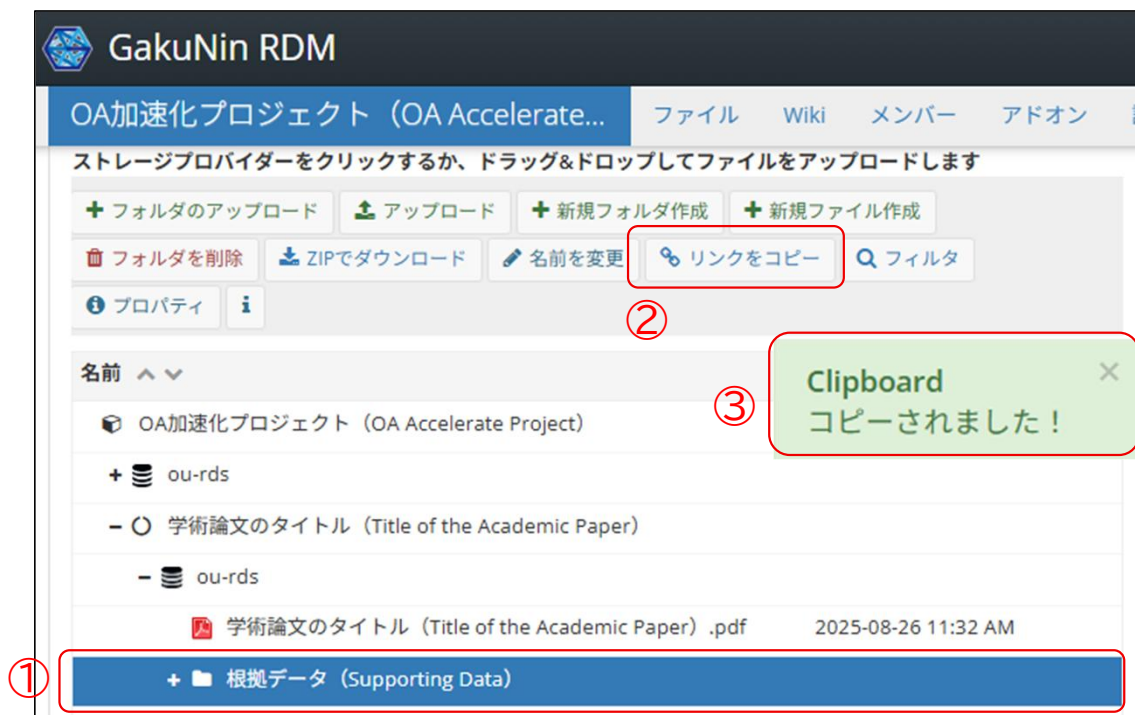 GakuNin RDM
OA加速化プロジェクト（OA Accelerate... ファイル Wiki メンバー アドオン
ストレージプロバイダーをクリックするか、ドラッグ&ドロップしてファイルをアップロードします
フォルダのアップロード アップロード 新規フォルダ作成 新規ファイル作成
フォルダを削除 ZIPでダウンロード 名前を変更 リンクをコピー フィルタ
プロパティ i
②
名前
Clipboard ×
③ コピーされました！
OA加速化プロジェクト（OA Accelerate Project）
ou-rds
学術論文のタイトル（Title of the Academic Paper）
ou-rds
学術論文のタイトル（Title of the Academic Paper）.pdf 2025-08-26 11:32 AM
① 根拠データ（Supporting Data）